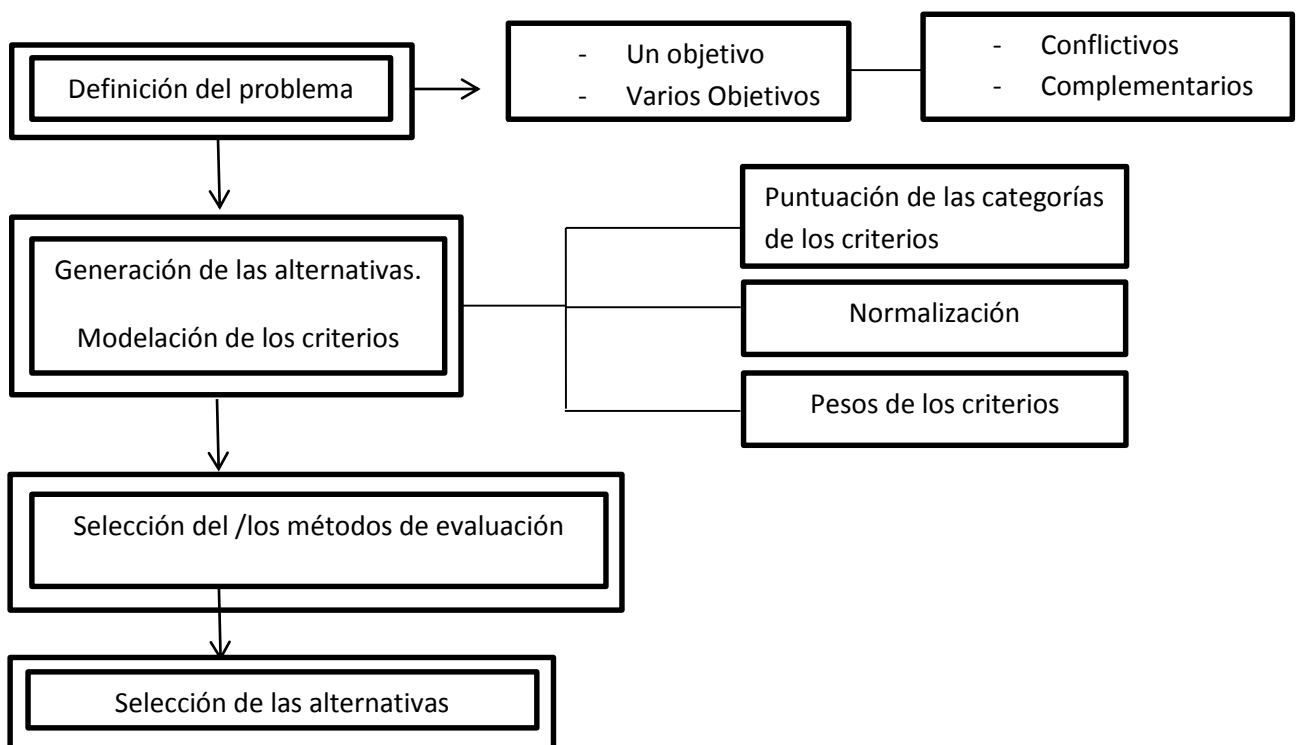 Definición del problema
- Un objetivo
- Varios Objetivos
- Conflictivos
- Complementarios
Generación de las alternativas.
Modelación de los criterios
Puntuación de las categorías
de los criterios
Normalización
Pesos de los criterios
Selección del /los métodos de evaluación
Selección de las alternativas